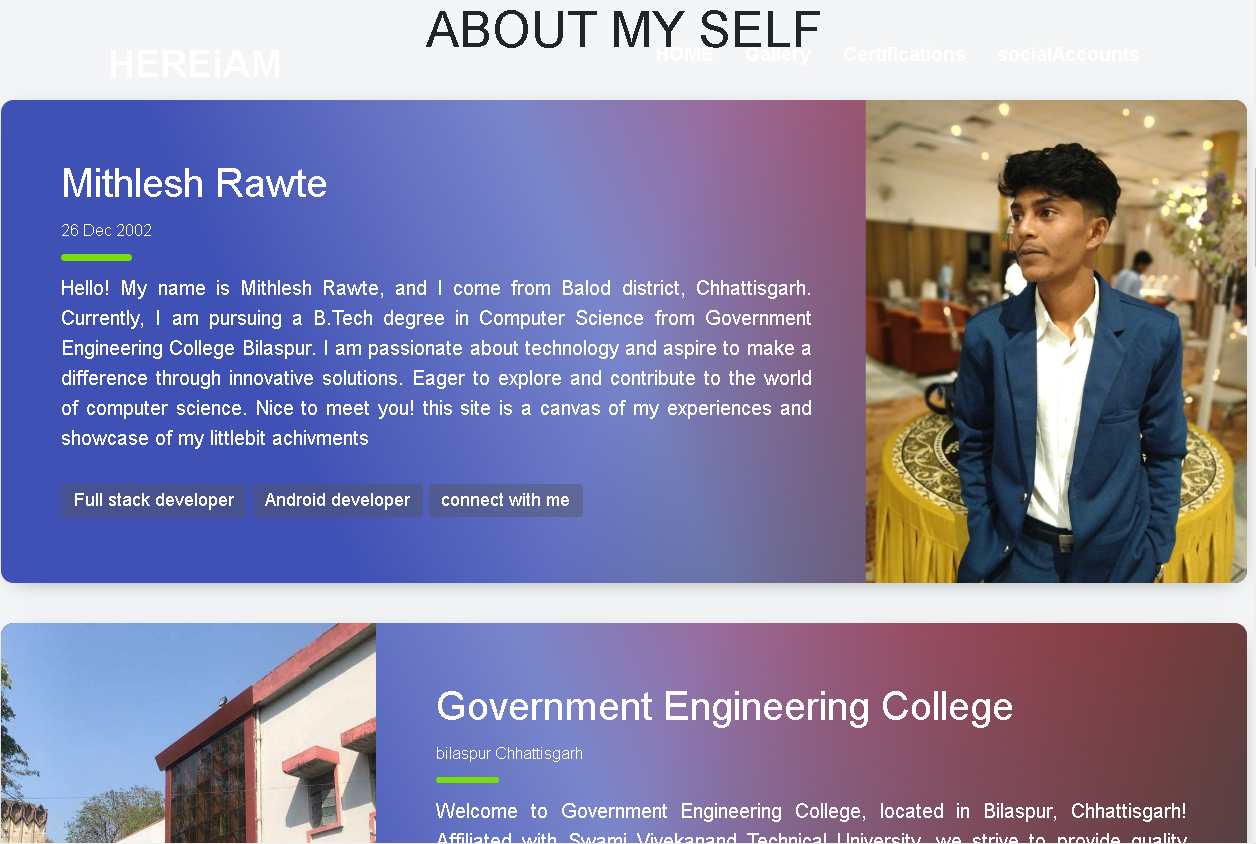 ABOUT MY SELF
HEREiAM
HOME Gallery Certifications socialAccounts
Mithlesh Rawte
26 Dec 2002
Hello! My name is Mithlesh Rawte, and I come from Balod district, Chhattisgarh.
Currently, I am pursuing a B.Tech degree in Computer Science from Government
Engineering College Bilaspur. I am passionate about technology and aspire to make a
difference through innovative solutions. Eager to explore and contribute to the world
of computer science. Nice to meet you! this site is a canvas of my experiences and
showcase of my littlebit achivments
Full stack developer Android developer connect with me
Government Engineering College
bilaspur Chhattisgarh
Welcome to Government Engineering College, located in Bilaspur, Chhattisgarh!
Affiliated with Swami Vivekanand Technical University, we strive to provide quality